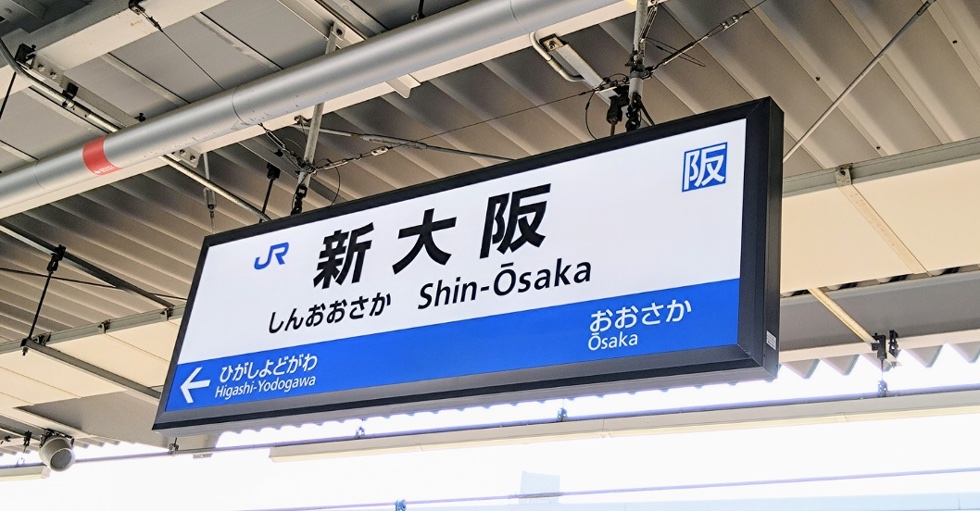 JR 新大阪 阪
しんおおさか Shin-Ōsaka
ひがしよどがわ おおさか
Higashi-Yodogawa Ōsaka